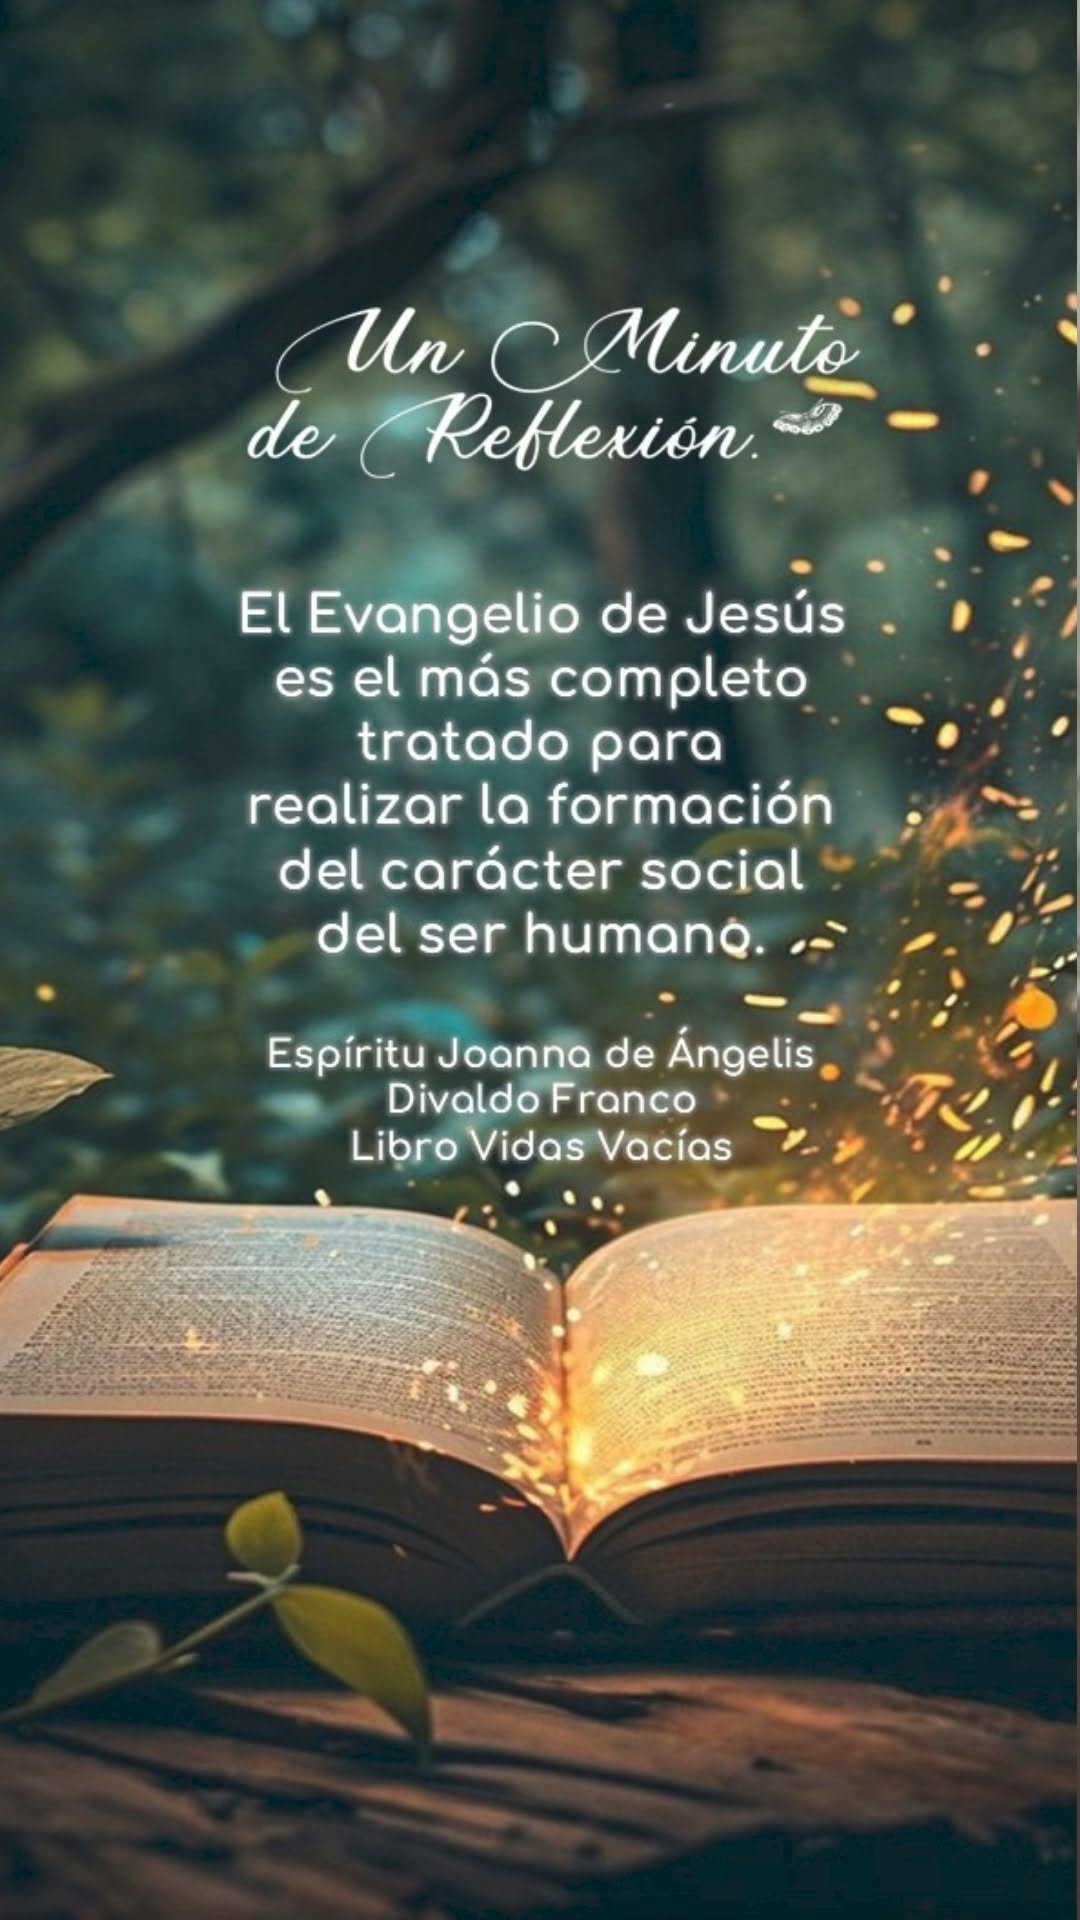 Un Minuto
de Reflexión.
El Evangelio de Jesús
es el más completo
tratado para
realizar la formación
del carácter social
del ser humano.
Espíritu Joanna de Ángelis
Divaldo Franco
Libro Vidas Vacías